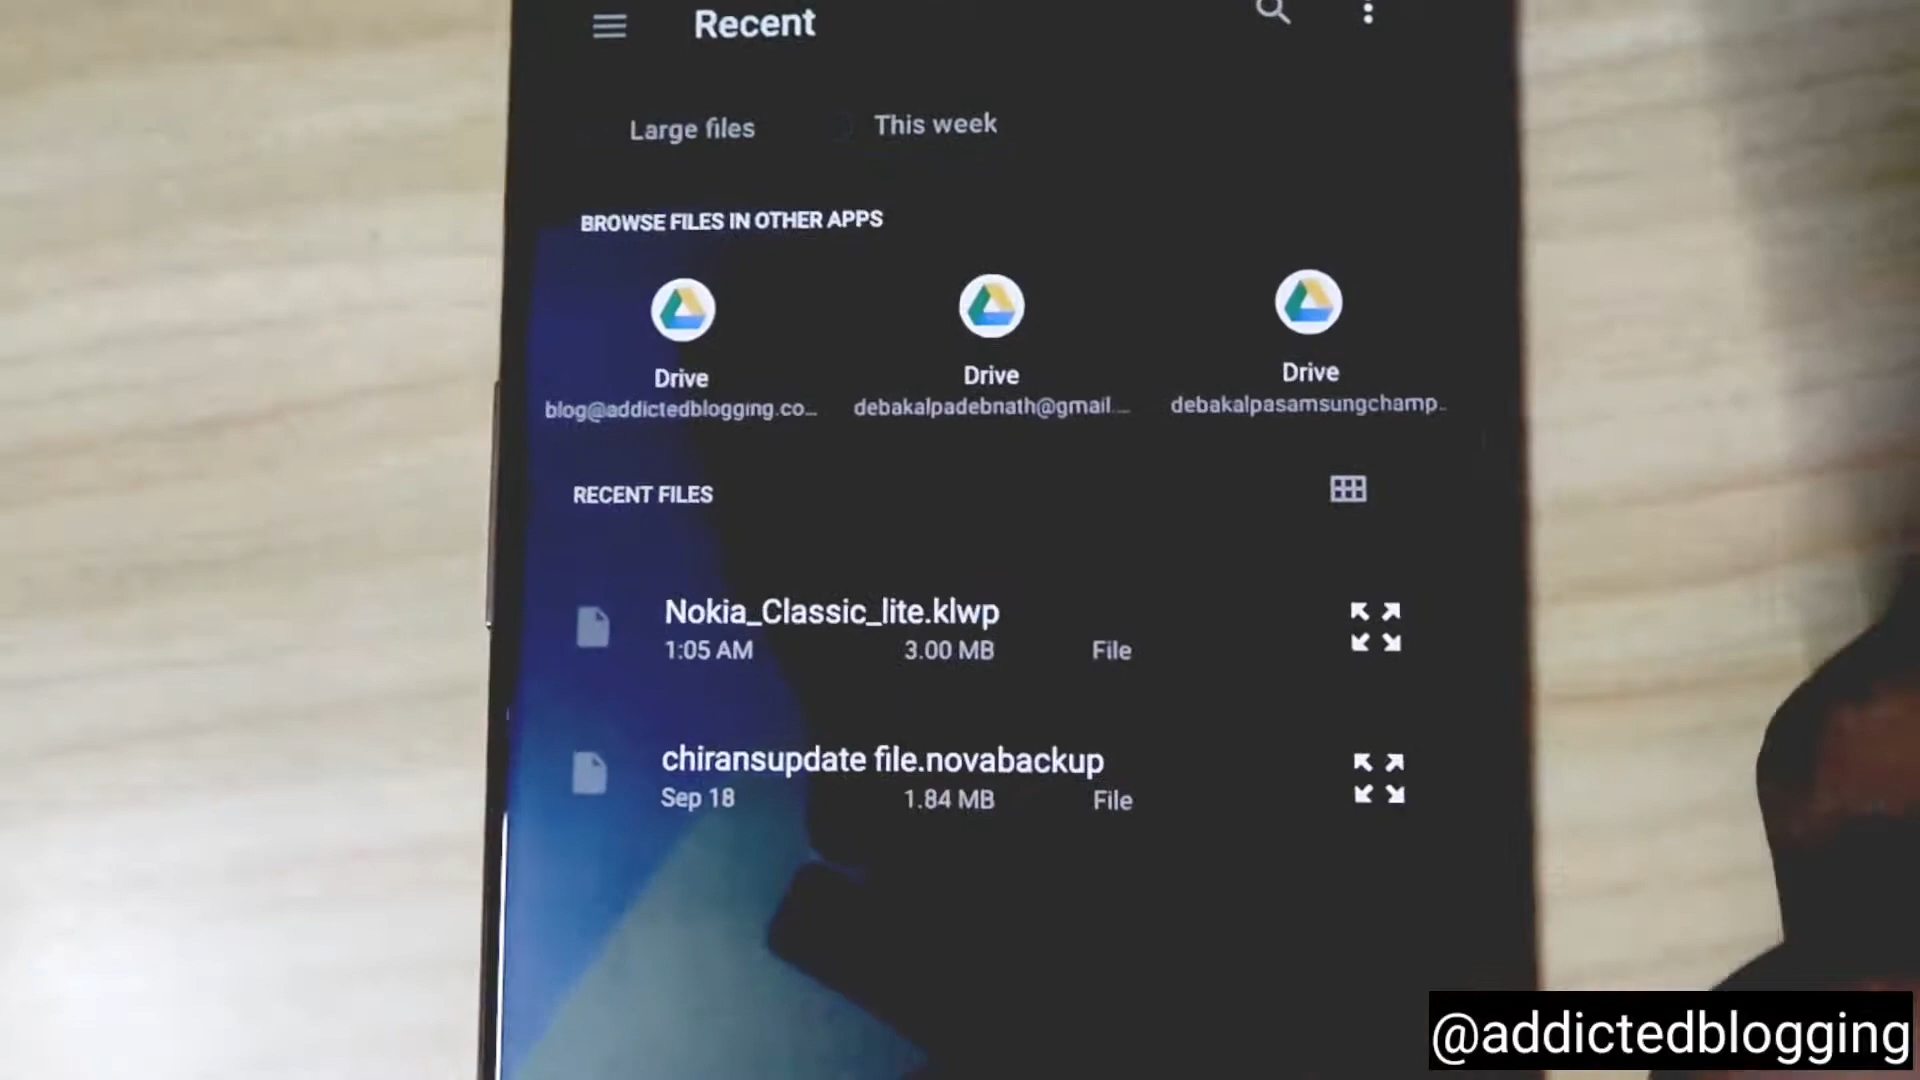 Recent
Large files
This week
BROWSE FILES IN OTHER APPS
Drive
blog@addictedblogging.co...
Drive
debakalpadebnath@gmail....
Drive
debakalpasamsungchamp..
RECENT FILES
Nokia_Classic_lite.klwp
1:05 AM 3.00 MB File
chiransupdate file.novabackup
Sep 18 1.84 MB File
@addictedblogging